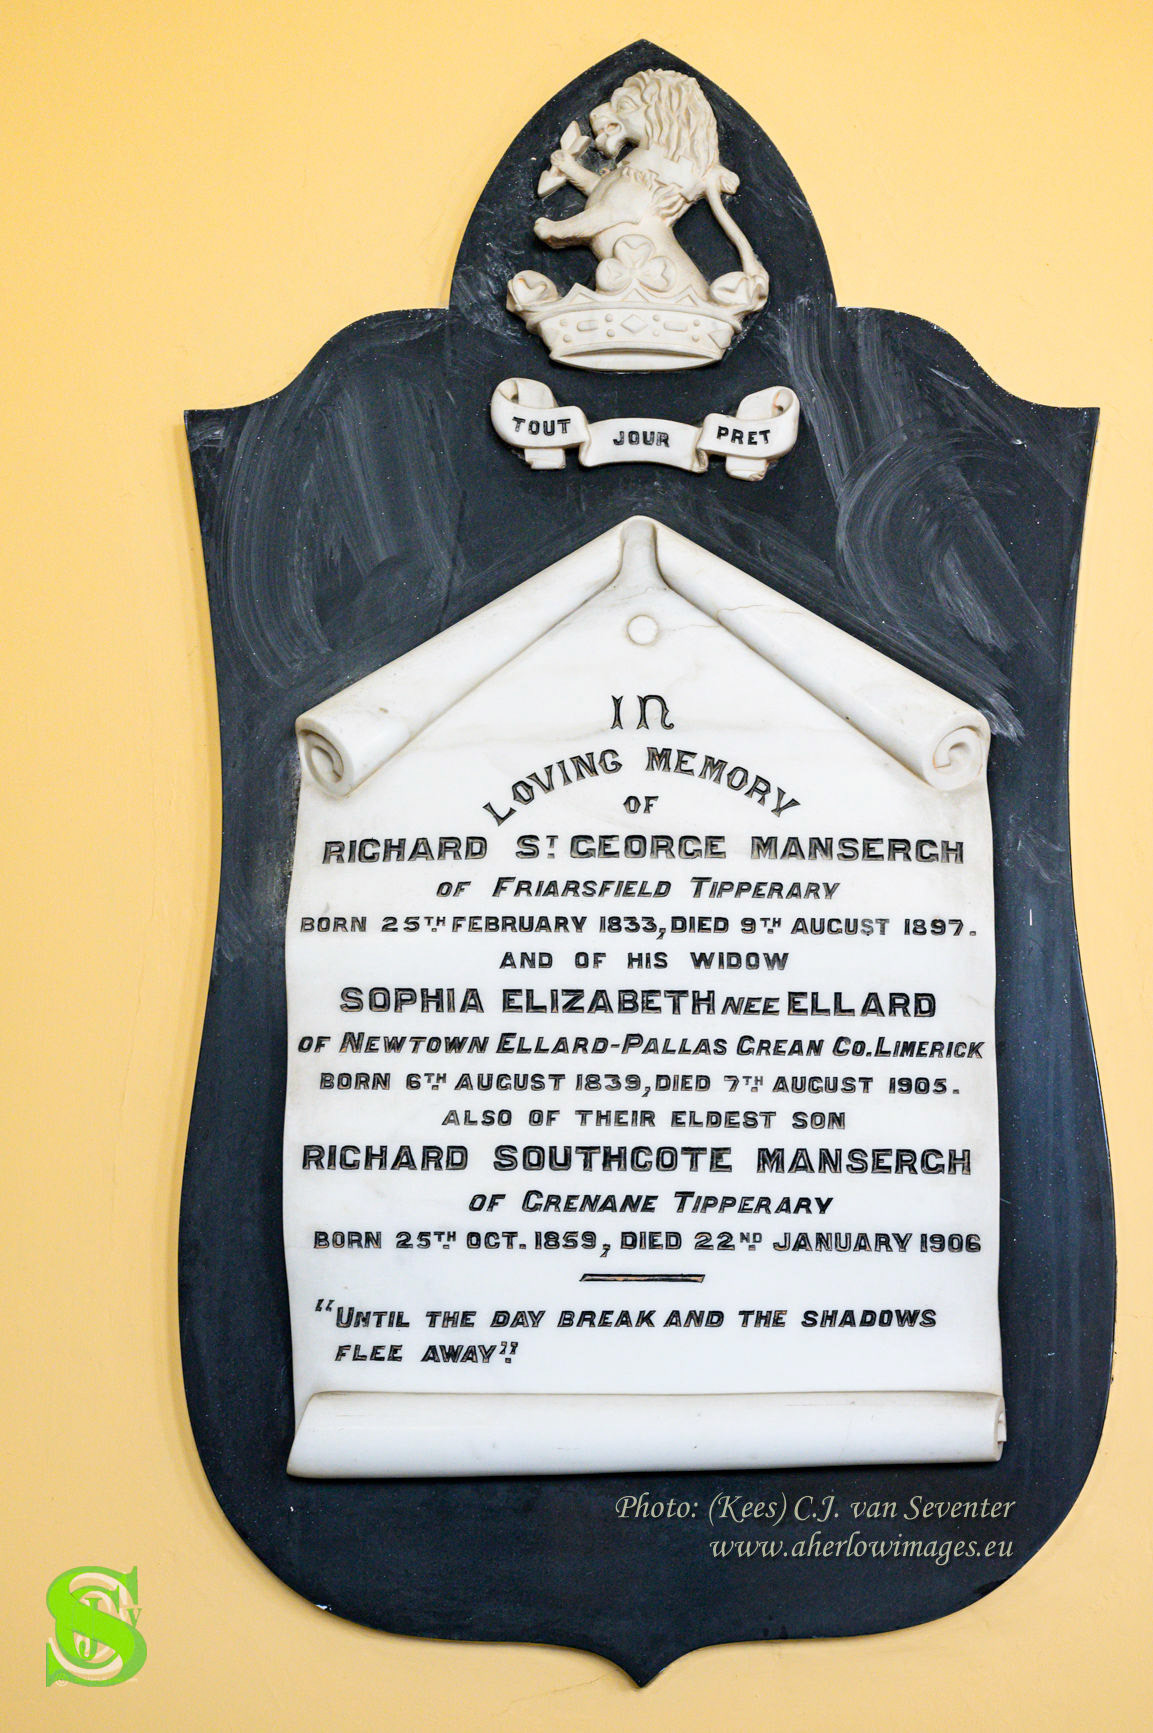 TOUT JOUR PRET
IN
LOVING MEMORY
OF
RICHARD ST. GEORGE MANSERGH
OF FRIARSFIELD TIPPERARY
BORN 25TH FEBRUARY 1833, DIED 9TH AUGUST 1897.
AND OF HIS WIDOW
SOPHIA ELIZABETH NEE ELLARD
OF NEWTOWN ELLARD-PALLAS GREAN CO. LIMERICK
BORN 6TH AUGUST 1839, DIED 7TH AUGUST 1905.
ALSO OF THEIR ELDEST SON
RICHARD SOUTHCOTE MANSERGH
OF GRENANE TIPPERARY
BORN 25TH OCT. 1859, DIED 22ND JANUARY 1906
"UNTIL THE DAY BREAK AND THE SHADOWS
FLEE AWAY".
Photo: (Kees) C.J. van Seventer
www.aherlowimages.eu